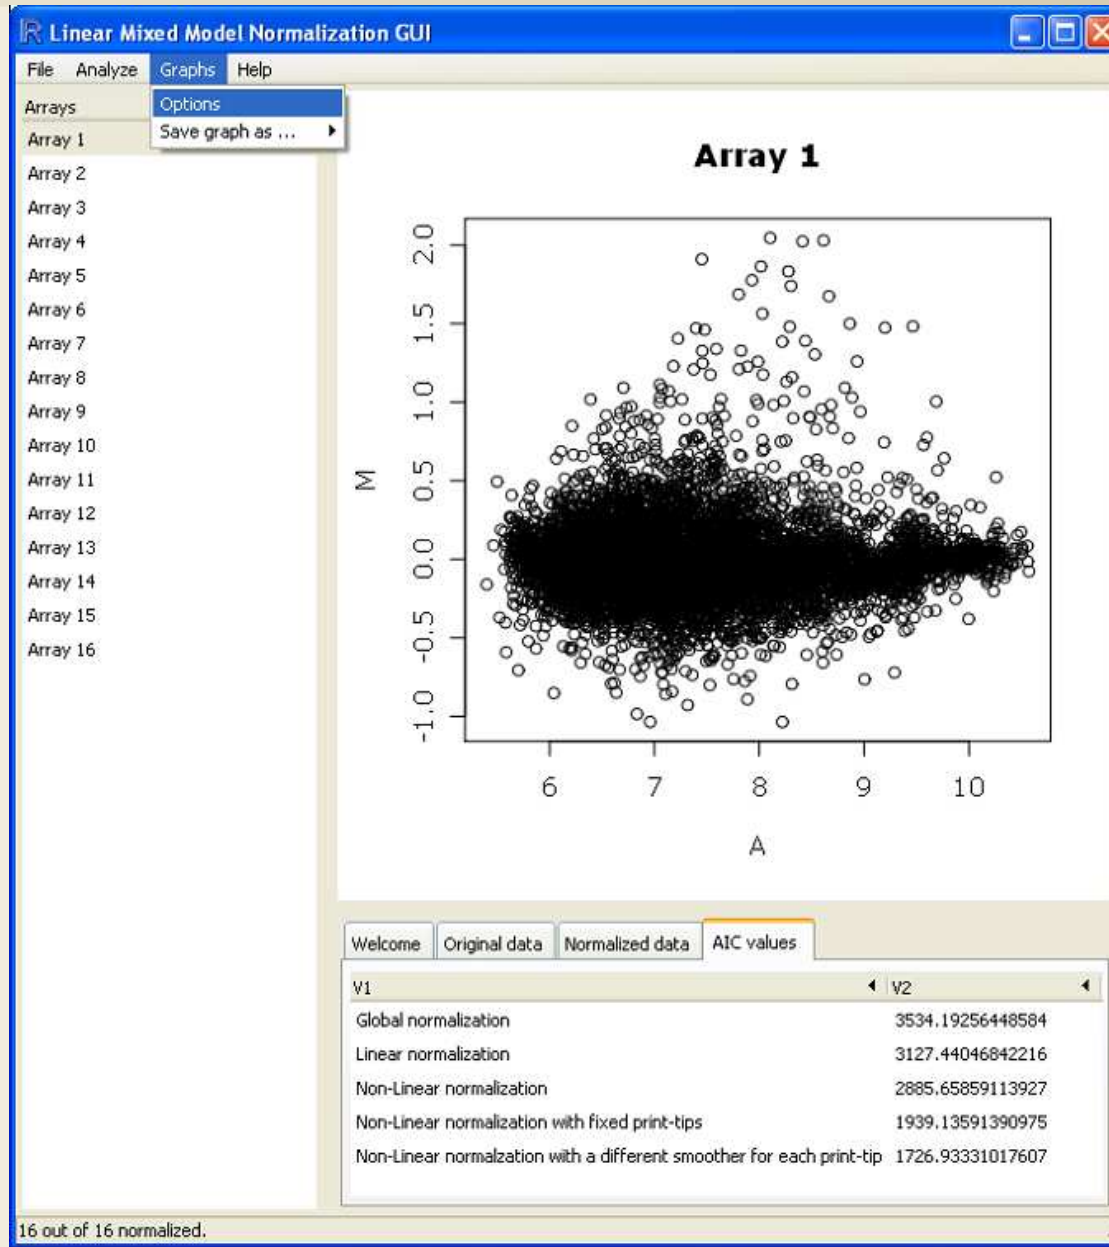 Linear Mixed Model Normalization GUI
File Analyze Graphs Help
Options
Save graph as ...
Arrays
Array 1
Array 2
Array 3
Array 4
Array 5
Array 6
Array 7
Array 8
Array 9
Array 10
Array 11
Array 12
Array 13
Array 14
Array 15
Array 16
Array 1
M
2.0
1.5
1.0
0.5
0.0
-0.5
-1.0
6 7 8 9 10
A
Welcome Original data Normalized data AIC values
V1 V2
Global normalization 3534.19256448584
Linear normalization 3127.44046842216
Non-Linear normalization 2885.65859113927
Non-Linear normalization with fixed print-tips 1939.13591390975
Non-Linear normalzation with a different smoother for each print-tip 1726.93331017607
16 out of 16 normalized.